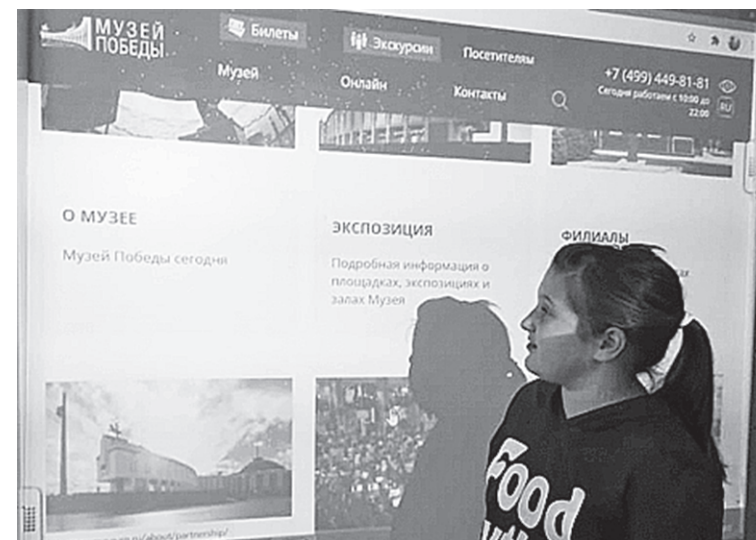 МУЗЕЙ
ПОБЕДЫ
Билеты
Экскурсии
Посетителям
Музей
Онлайн
Контакты
+7 (499) 449-81-81
Сегодня работаем с 10:00 до
22:00
RU
О МУЗЕЕ
Музей Победы сегодня
ЭКСПОЗИЦИЯ
Подробная информация о
площадках, экспозициях и
залах Музея
ФИЛИАЛЫ
Food